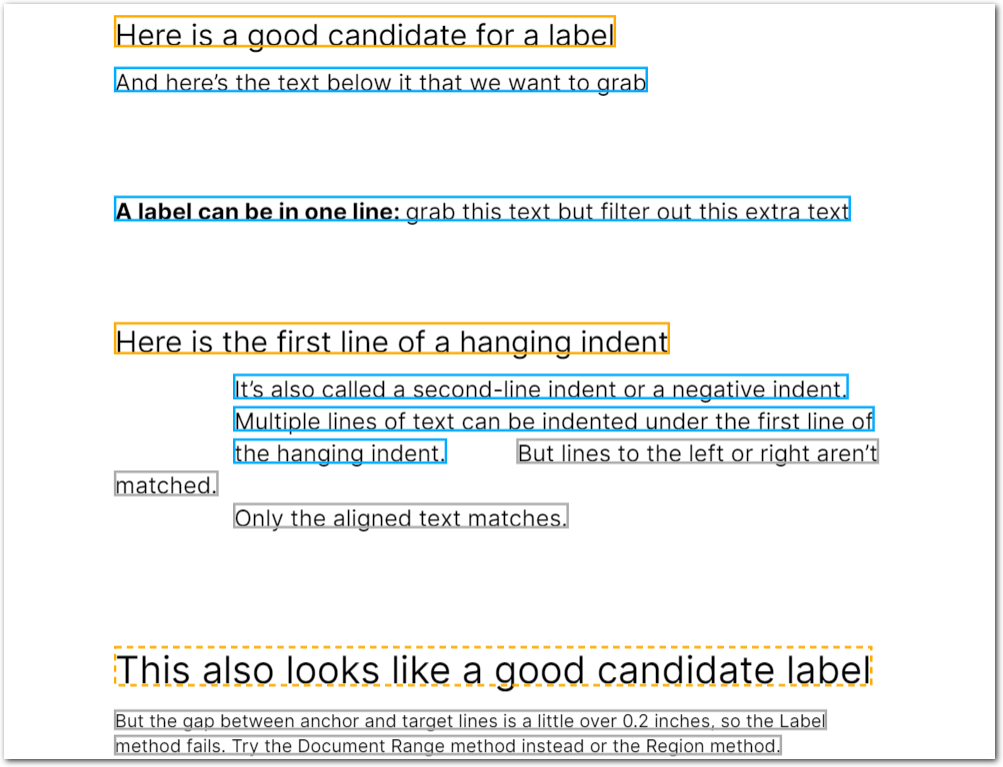 Here is a good candidate for a label
And here’s the text below it that we want to grab
A label can be in one line: grab this text but filter out this extra text
Here is the first line of a hanging indent
It’s also called a second-line indent or a negative indent.
Multiple lines of text can be indented under the first line of
the hanging indent. But lines to the left or right aren’t
matched.
Only the aligned text matches.
This also looks like a good candidate label
But the gap between anchor and target lines is a little over 0.2 inches, so the Label
method fails. Try the Document Range method instead or the Region method.